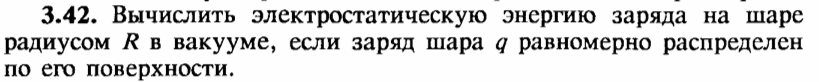 3.42. Вычислить электростатическую энергию заряда на шаре
радиусом R в вакууме, если заряд шара q равномерно распределен
по его поверхности.